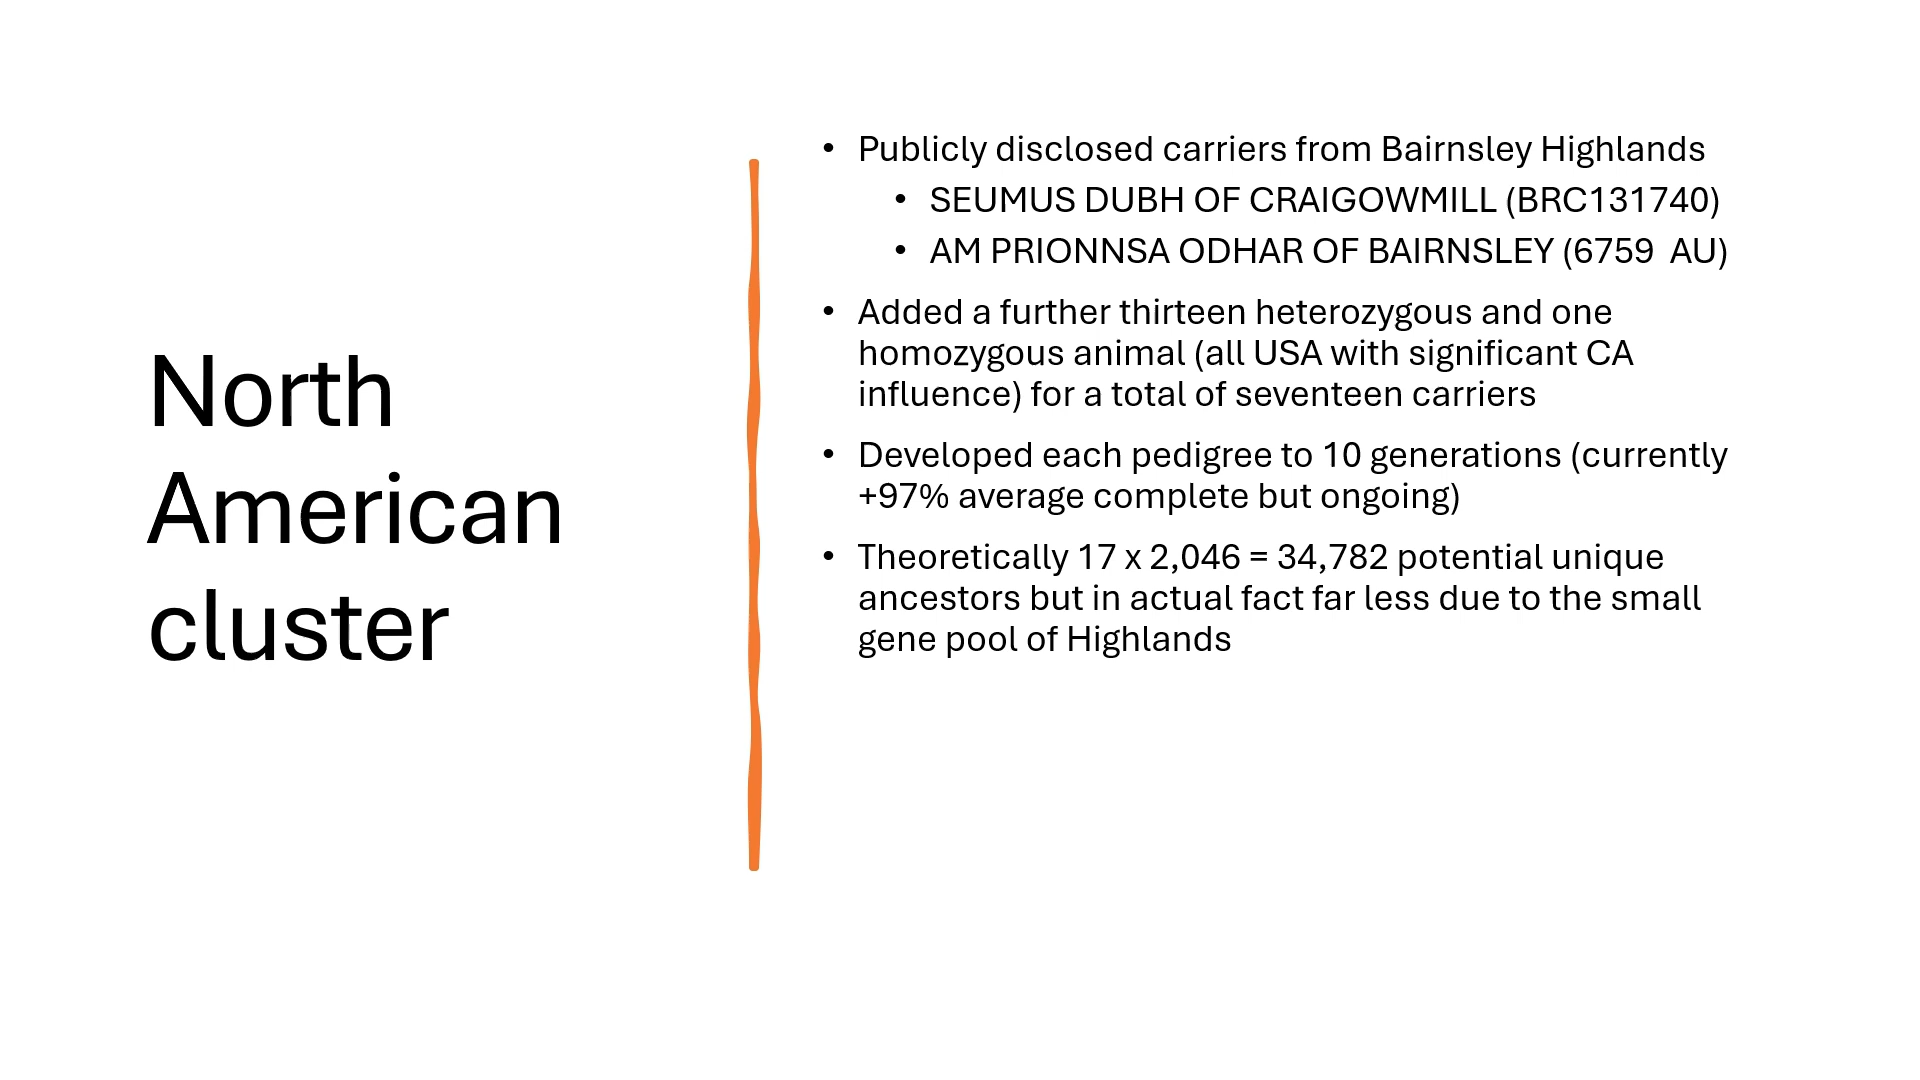 North
American
cluster
• Publicly disclosed carriers from Bairnsley Highlands
• SEUMUS DUBH OF CRAIGOWMILL (BRC131740)
• AM PRIONNSA ODHAR OF BAIRNSLEY (6759  AU)
• Added a further thirteen heterozygous and one
homozygous animal (all USA with significant CA
influence) for a total of seventeen carriers
• Developed each pedigree to 10 generations (currently
+97% average complete but ongoing)
• Theoretically 17 x 2,046 = 34,782 potential unique
ancestors but in actual fact far less due to the small
gene pool of Highlands